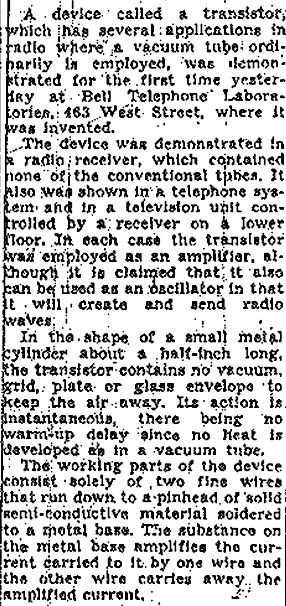 A device called a transistor,
which has several applications in
radio where a vacuum tube ordi-
narily is employed, was demon-
strated for the first time yester-
day at Bell Telephone Labora-
tories, 463 West Street, where it
was invented.
The device was demonstrated in
a radio receiver, which contained
none of the conventional tubes. It
also was shown in a telephone sys-
tem and in a television unit con-
trolled by a receiver on a lower
floor. In each case the transistor
was employed as an amplifier, al-
though it is claimed that it also
can be used as an oscillator in that
it will create and send radio
waves.
In the shape of a small metal
cylinder about a half-inch long,
the transistor contains no vacuum,
grid, plate or glass envelope to
keep the air away. Its action is
instantaneous, there being no
warm-up delay since no heat is
developed as in a vacuum tube.
The working parts of the device
consist solely of two fine wires
that run down to a pinhead of solid
semi-conductive material soldered
to a metal base. The substance on
the metal base amplifies the cur-
rent carried to it by one wire and
the other wire carries away the
amplified current.